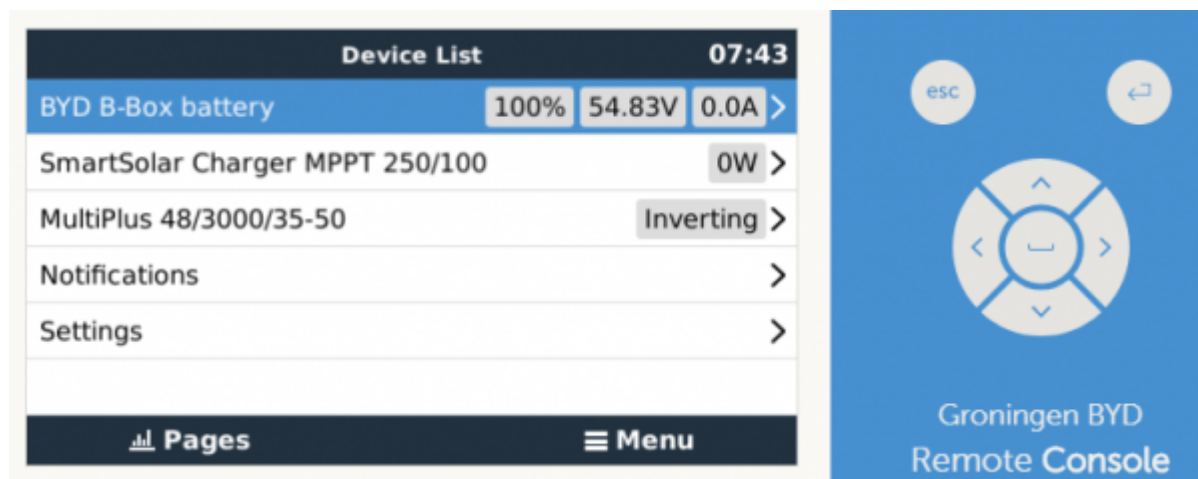 Device List 07:43
BYD B-Box battery 100% 54.83V 0.0A
SmartSolar Charger MPPT 250/100 0W
MultiPlus 48/3000/35-50 Inverting
Notifications
Settings
Pages Menu
esc
Groningen BYD
Remote Console